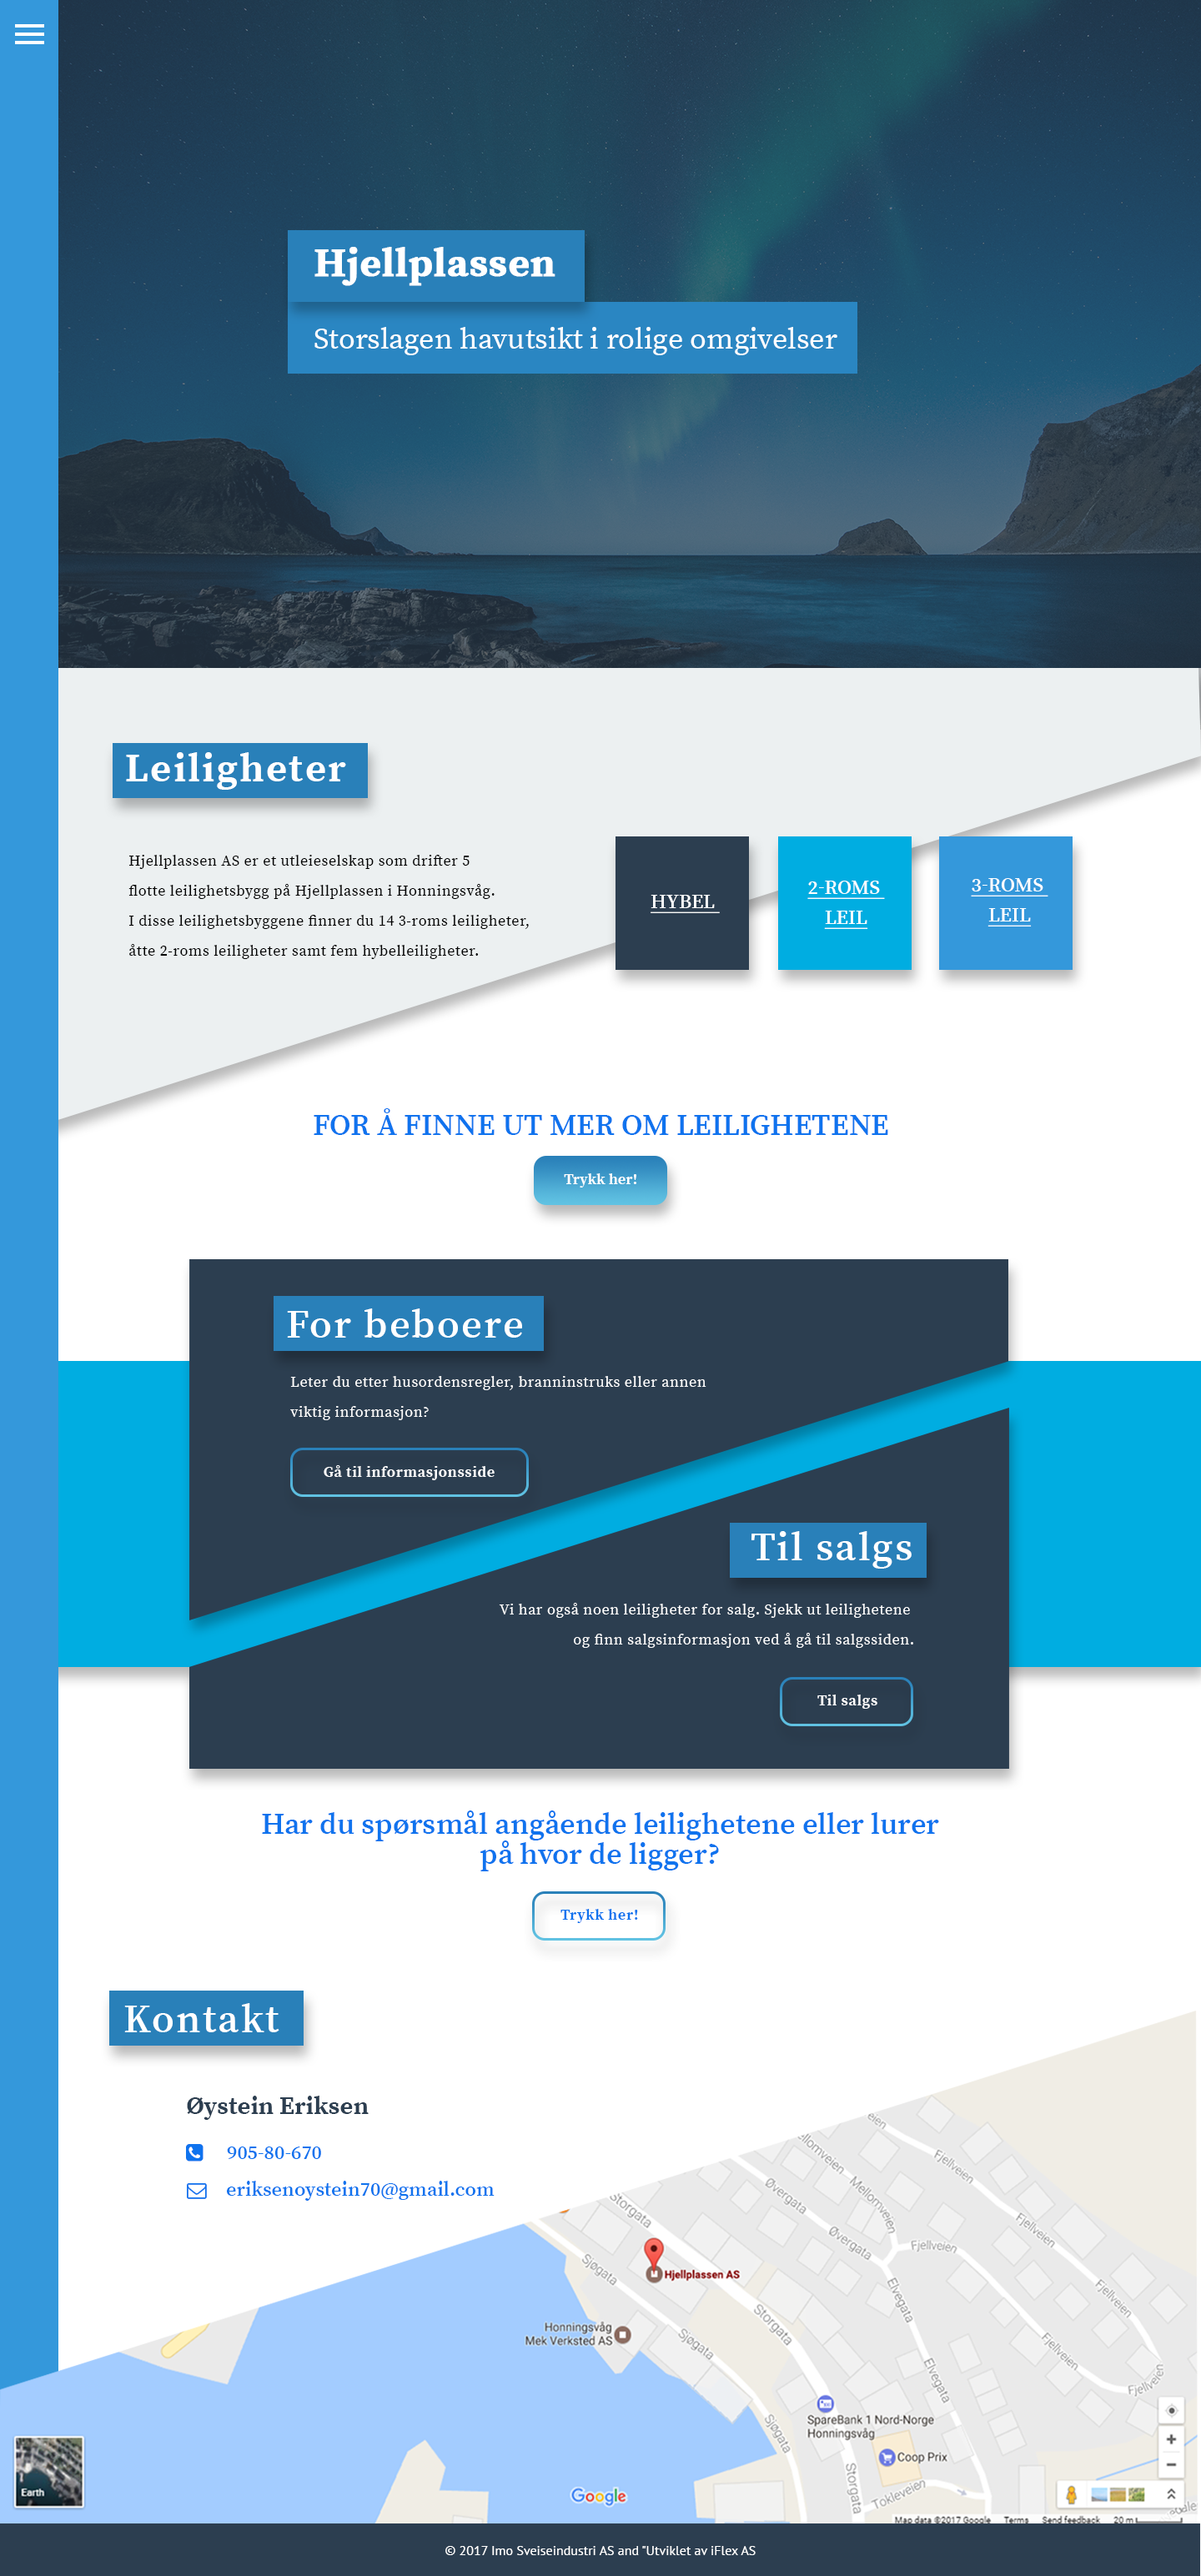 Hjellplassen
Storslagen havutsikt i rolige omgivelser
Leiligheter
Hjellplassen AS er et utleieselskap som drifter 5
flotte leilighetsbygg på Hjellplassen i Honningsvåg.
I disse leilighetsbyggene finner du 14 3-roms leiligheter,
åtte 2-roms leiligheter samt fem hybelleiligheter.
HYBEL
2-ROMS
LEIL
3-ROMS
LEIL
FOR Å FINNE UT MER OM LEILIGHETENE
Trykk her!
For beboere
Leter du etter husordensregler, branninstruks eller annen
viktig informasjon?
Gå til informasjonsside
Til salgs
Vi har også noen leiligheter for salg. Sjekk ut leilighetene
og finn salgsinformasjon ved å gå til salgssiden.
Til salgs
Har du spørsmål angående leilighetene eller lurer
på hvor de ligger?
Trykk her!
Kontakt
Øystein Eriksen
905-80-670
eriksenoystein70@gmail.com
Fjellveien
Mellomveien
Øvergata
Storgata
Øvergata
Fjellveien
Fjellveien
Sjøgata
Hjellplassen AS
Elvegata
Fjellveien
Storgata
Honningsvåg
Mek Verksted AS
Sjøgata
Fjellveien
Elvegata
Fjellveien
SpareBank 1 Nord-Norge
Honningsvåg
Sjøgata
Coop Prix
Storgata
Tokleveien
Earth
Google
Map data ©2017 Google Terms Send feedback 20 m
© 2017 Imo Sveiseindustri AS and "Utviklet av iFlex AS